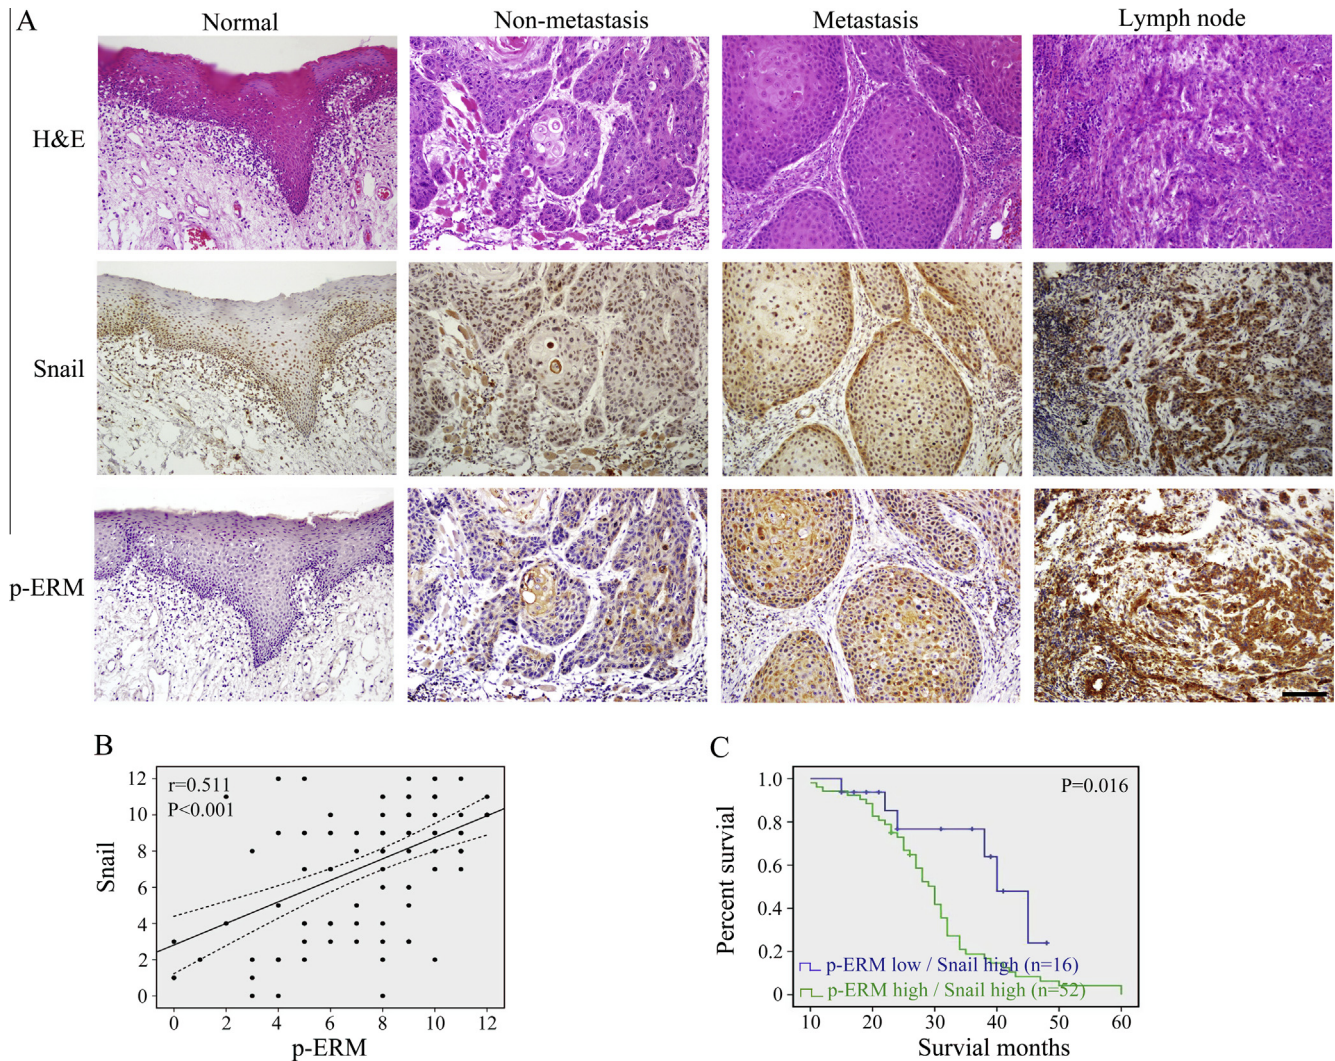 A
Normal
Non-metastasis
Metastasis
Lymph node
H&E
Snail
p-ERM
B
r=0.511
P<0.001
Snail
12
10
8
6
4
2
0
0 2 4 6 8 10 12
p-ERM
C
P=0.016
Percent survival
1.0
0.8
0.6
0.4
0.2
0
p-ERM low / Snail high (n=16)
p-ERM high / Snail high (n=52)
10 20 30 40 50 60
Survial months